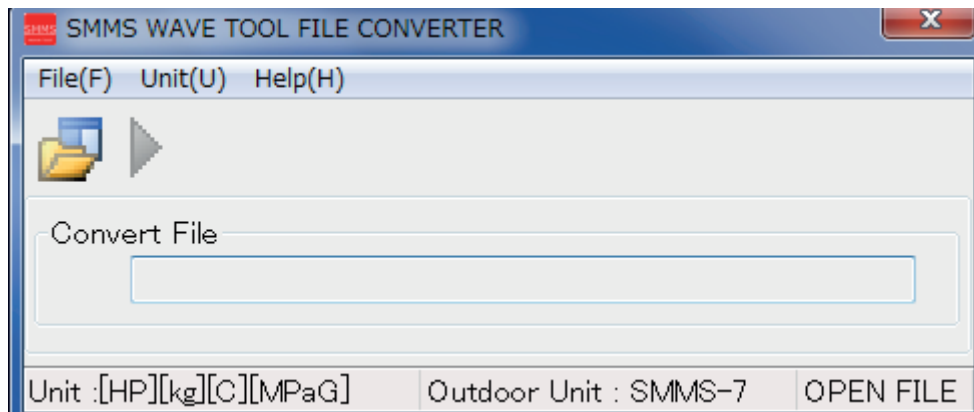 SMMS SMMS WAVE TOOL FILE CONVERTER
File(F) Unit(U) Help(H)
Convert File
Unit :[HP][kg][C][MPaG] Outdoor Unit : SMMS-7 OPEN FILE